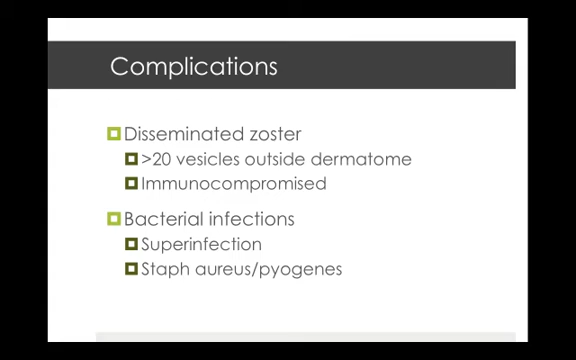 Complications
Disseminated zoster
>20 vesicles outside dermatome
Immunocompromised
Bacterial infections
Superinfection
Staph aureus/pyogenes